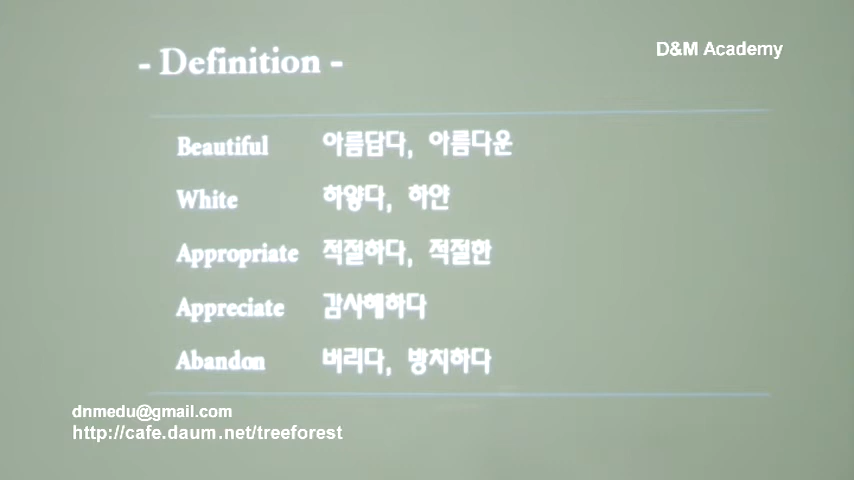 D&M Academy
- Definition -
Beautiful 아름답다, 아름다운
White 하얗다, 하얀
Appropriate 적절하다, 적절한
Appreciate 감사해하다
Abandon 버리다, 방치하다
dnmedu@gmail.com
http://cafe.daum.net/treeforest